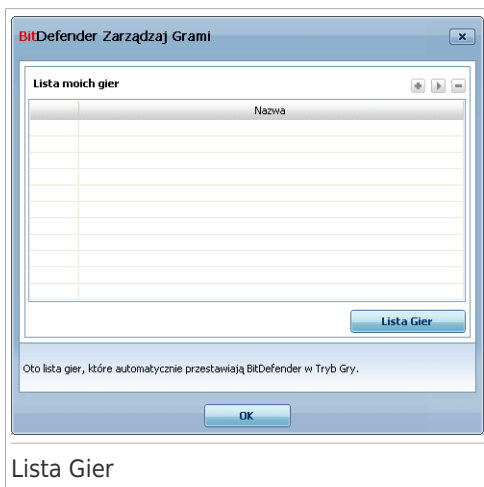 BitDefender Zarządzaj Grami
Lista moich gier
Nazwa
Lista Gier
Oto lista gier, które automatycznie przestawiają BitDefender w Tryb Gry.
OK
Lista Gier